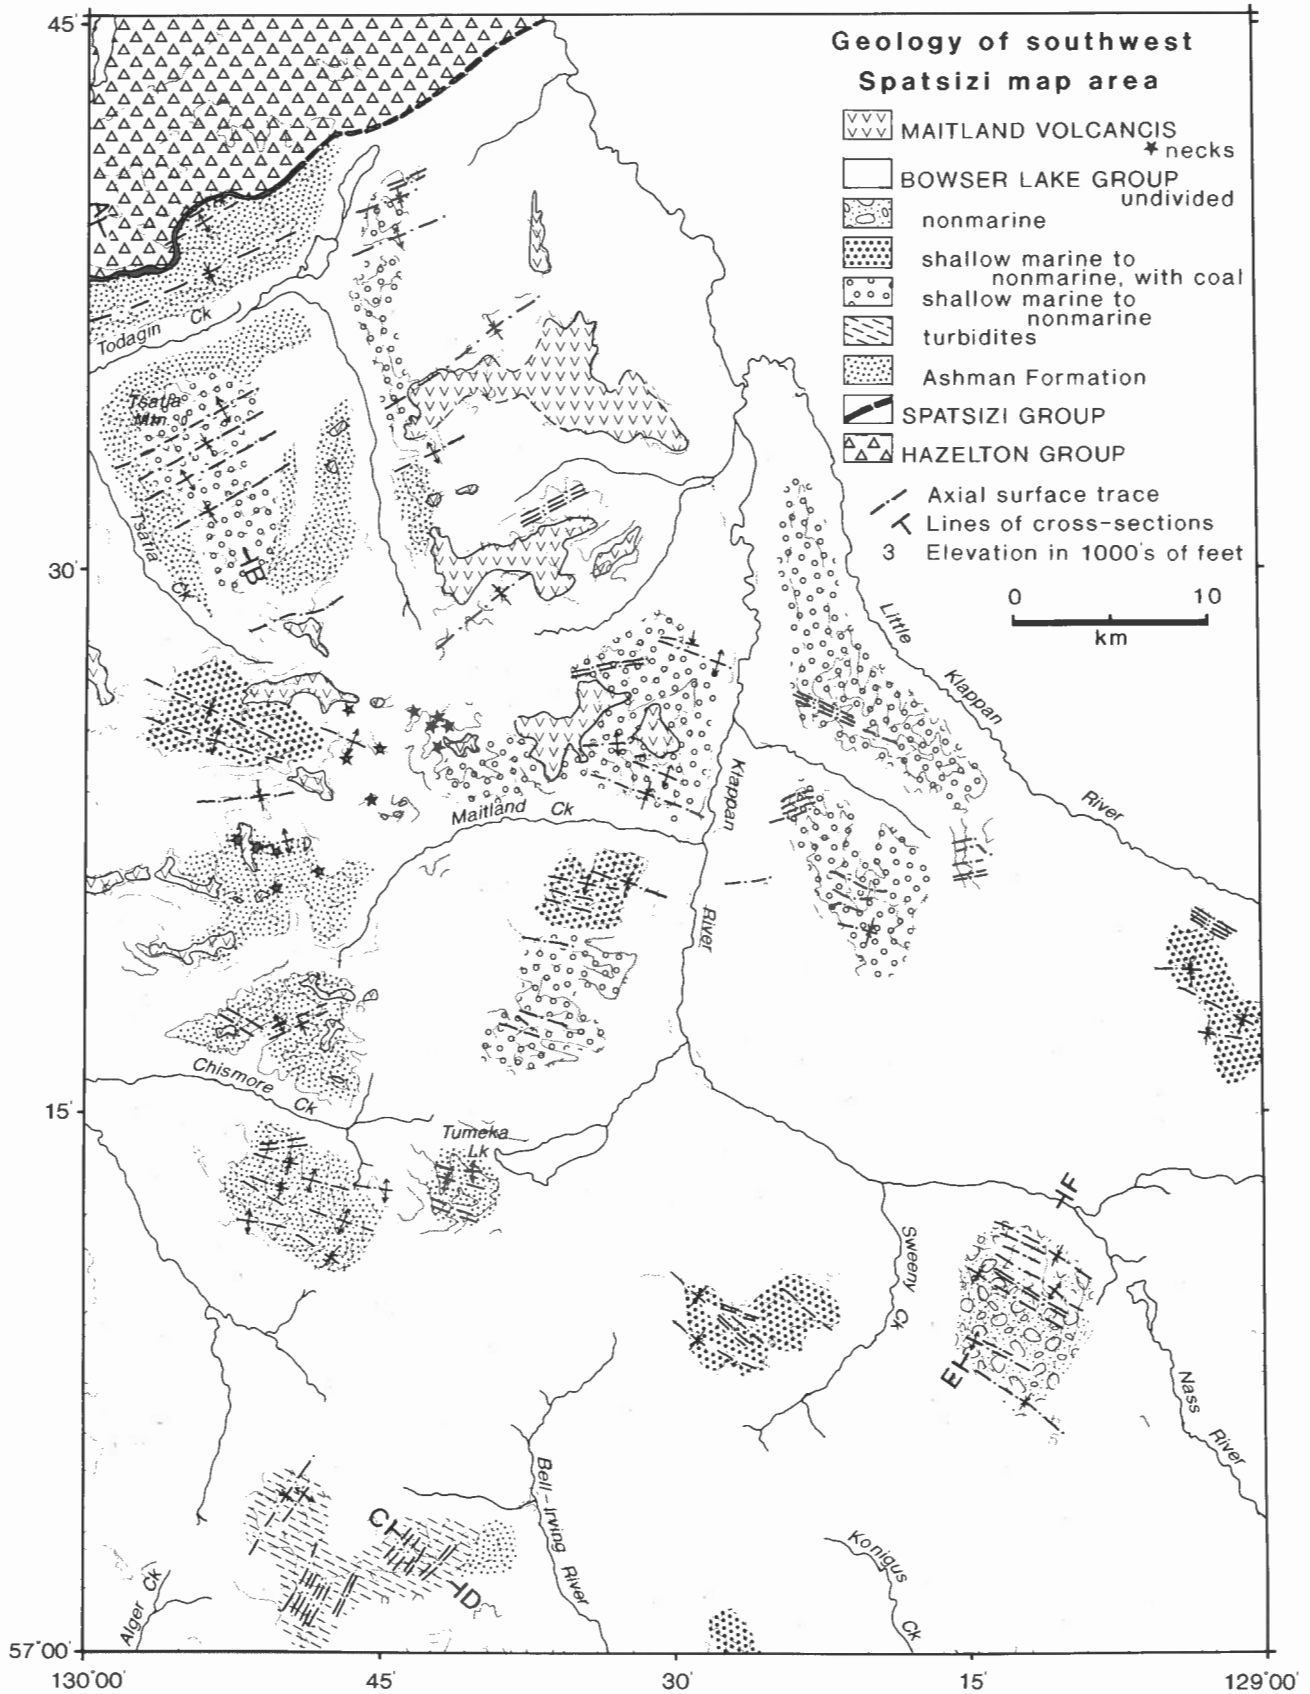 45'
Geology of southwest
Spatsizi map area
MAITLAND VOLCANCIS
necks
BOWSER LAKE GROUP
undivided
nonmarine
shallow marine to
nonmarine, with coal
shallow marine to
nonmarine
turbidites
Ashman Formation
SPATSIZI GROUP
HAZELTON GROUP
Axial surface trace
Lines of cross-sections
3 Elevation in 1000's of feet
0 10
km
A
Todagin Ck
Tsatia
Mtn
Tsatia
Ck
B
30'
Little
Klappan
River
Klappan
River
Maitland Ck
D
Chismore
Ck
15'
Tumeka
Lk
F
Sweeny
Ck
E
Nass
River
C
D
Bell-Irving River
Konigus
Ck
Alger Ck
57°00'
130°00' 45' 30' 15' 129°00'